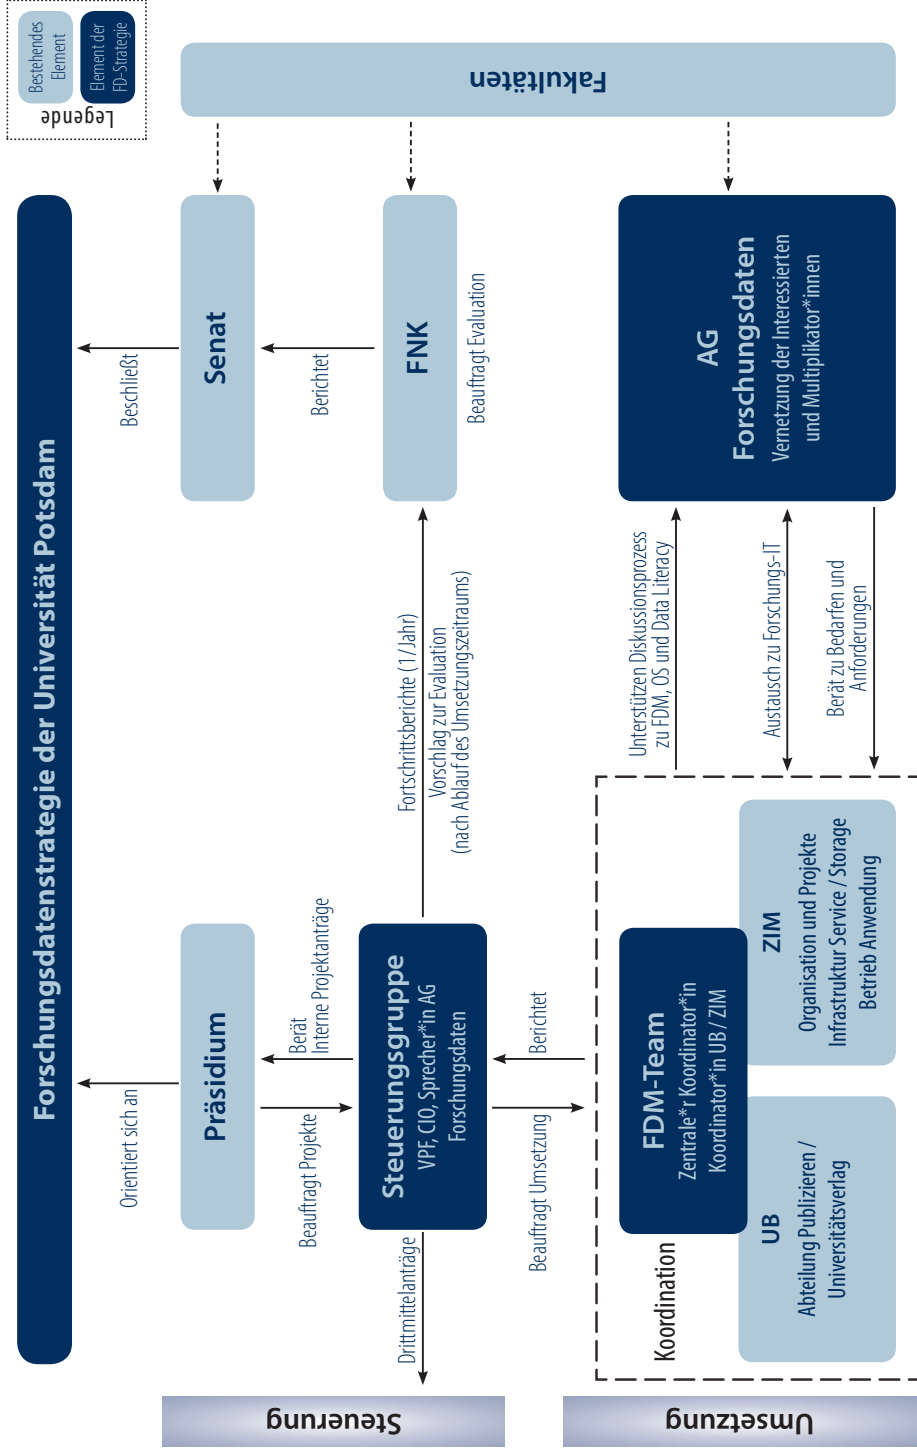 Forschungsdatenstrategie der Universität Potsdam
Legende
Bestehendes
Element
Element der
FD-Strategie
Steuerung
Orientiert sich an
Beschließt
Präsidium
Senat
Beauftragt Projekte
Berät
Interne Projektanträge
Berichtet
Drittmittelanträge
Steuerungsgruppe
VPF, CIO, Sprecher*in AG
Forschungsdaten
Fortschrittsberichte (1/Jahr)
Vorschlag zur Evaluation
(nach Ablauf des Umsetzungszeitraums)
FNK
Beauftragt Evaluation
Fakultäten
Beauftragt Umsetzung
Berichtet
Umsetzung
Koordination
FDM-Team
Zentrale*r Koordinator*in
Koordinator*in UB / ZIM
UB
Abteilung Publizieren /
Universitätsverlag
ZIM
Organisation und Projekte
Infrastruktur Service / Storage
Betrieb Anwendung
Unterstützen Diskussionsprozess
zu FDM, OS und Data Literacy
Austausch zu Forschungs-IT
Berät zu Bedarfen und
Anforderungen
AG
Forschungsdaten
Vernetzung der Interessierten
und Multiplikator*innen